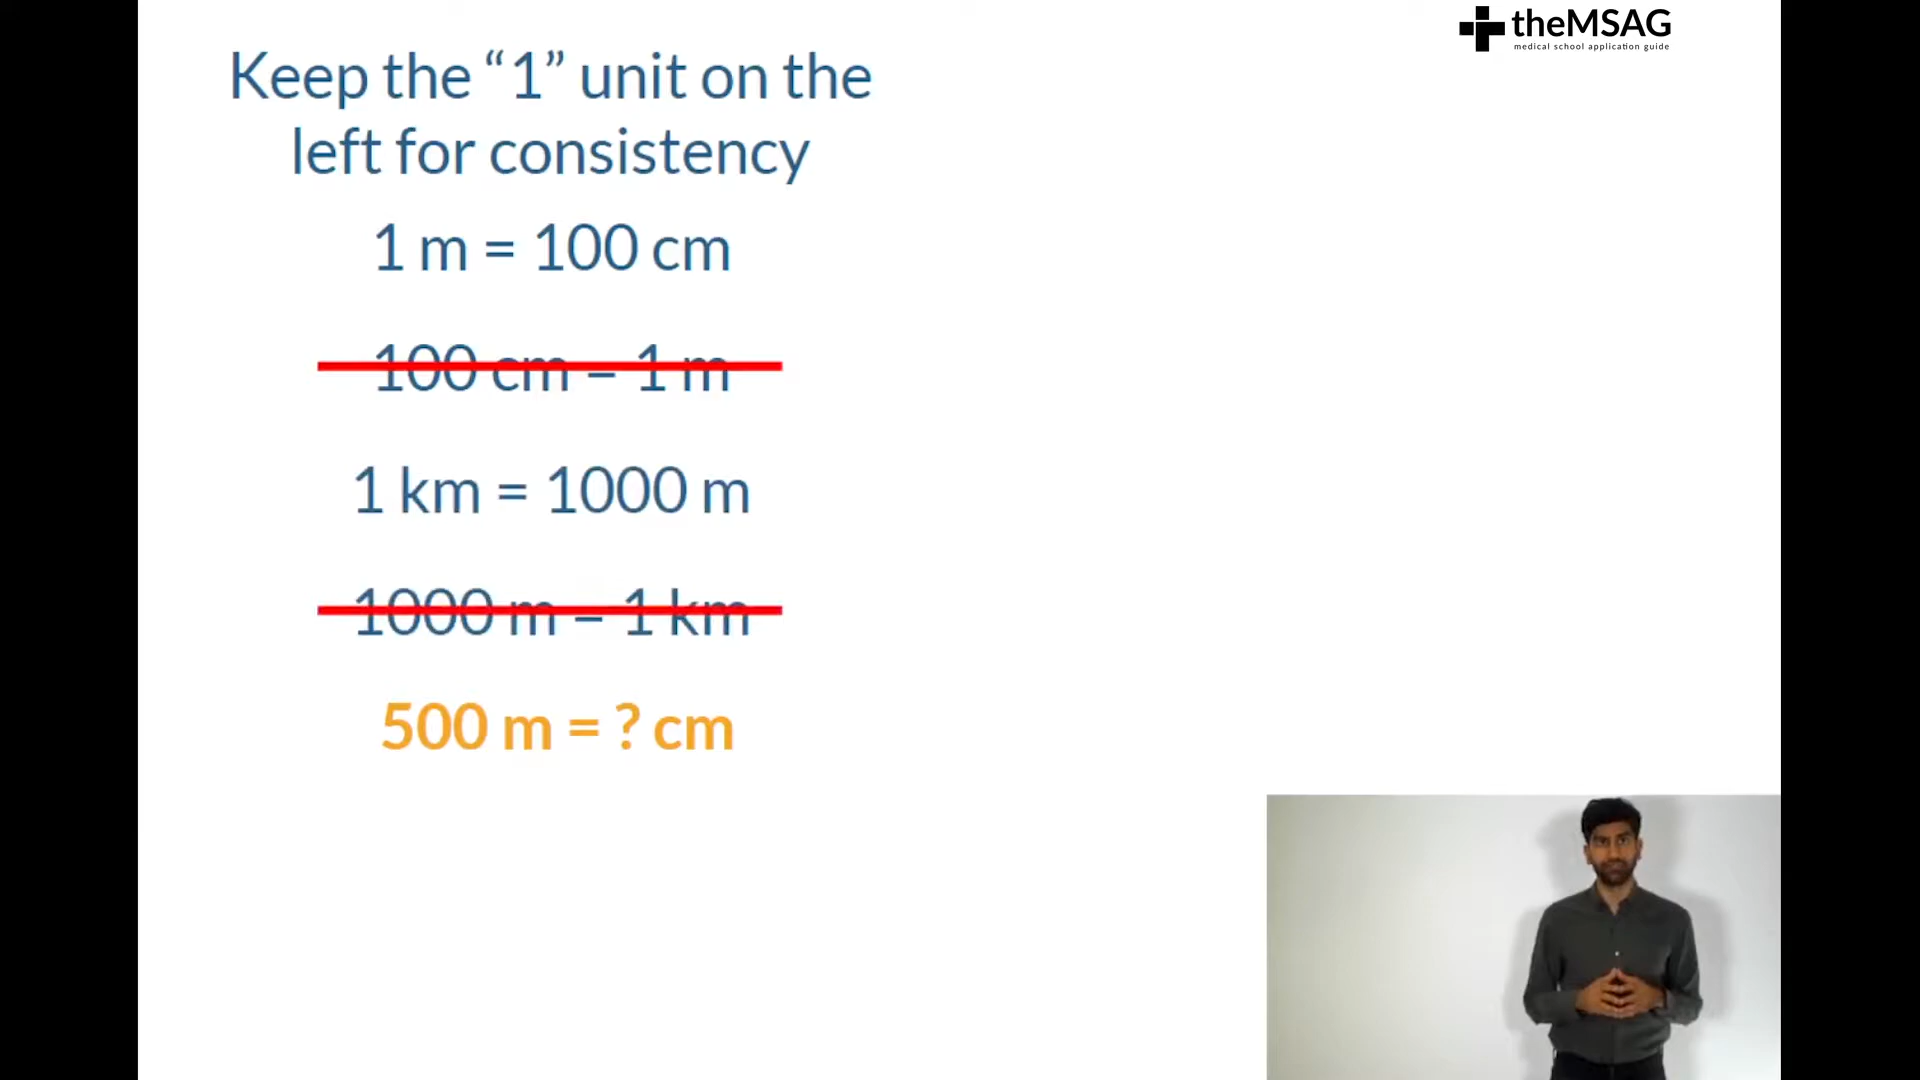 theMSAG
medical school application guide
Keep the “1” unit on the
left for consistency
1 m = 100 cm
100 cm = 1 m
1 km = 1000 m
1000 m = 1 km
500 m = ? cm